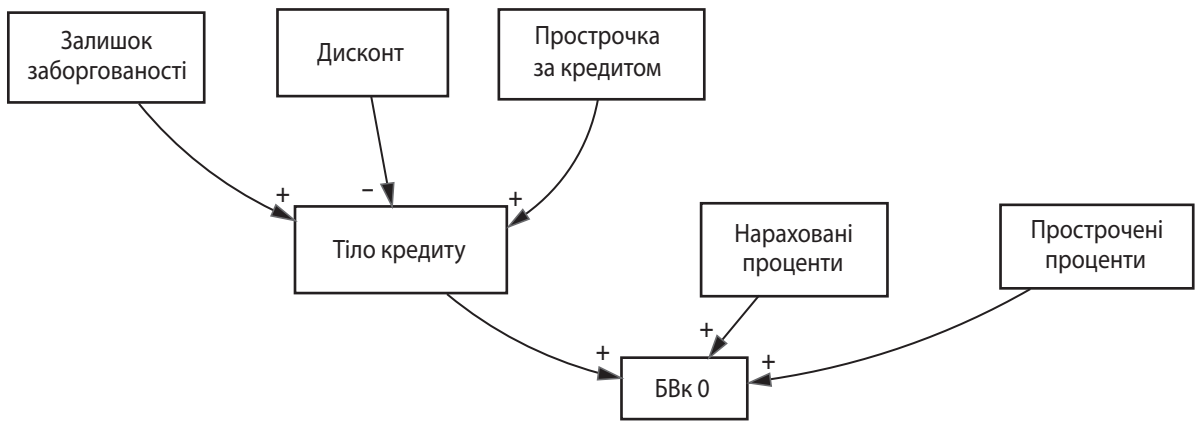 Залишок
заборгованості
Дисконт
Прострочка
за кредитом
+
–
+
Тіло кредиту
Нараховані
проценти
Прострочені
проценти
+
+
+
БВк 0